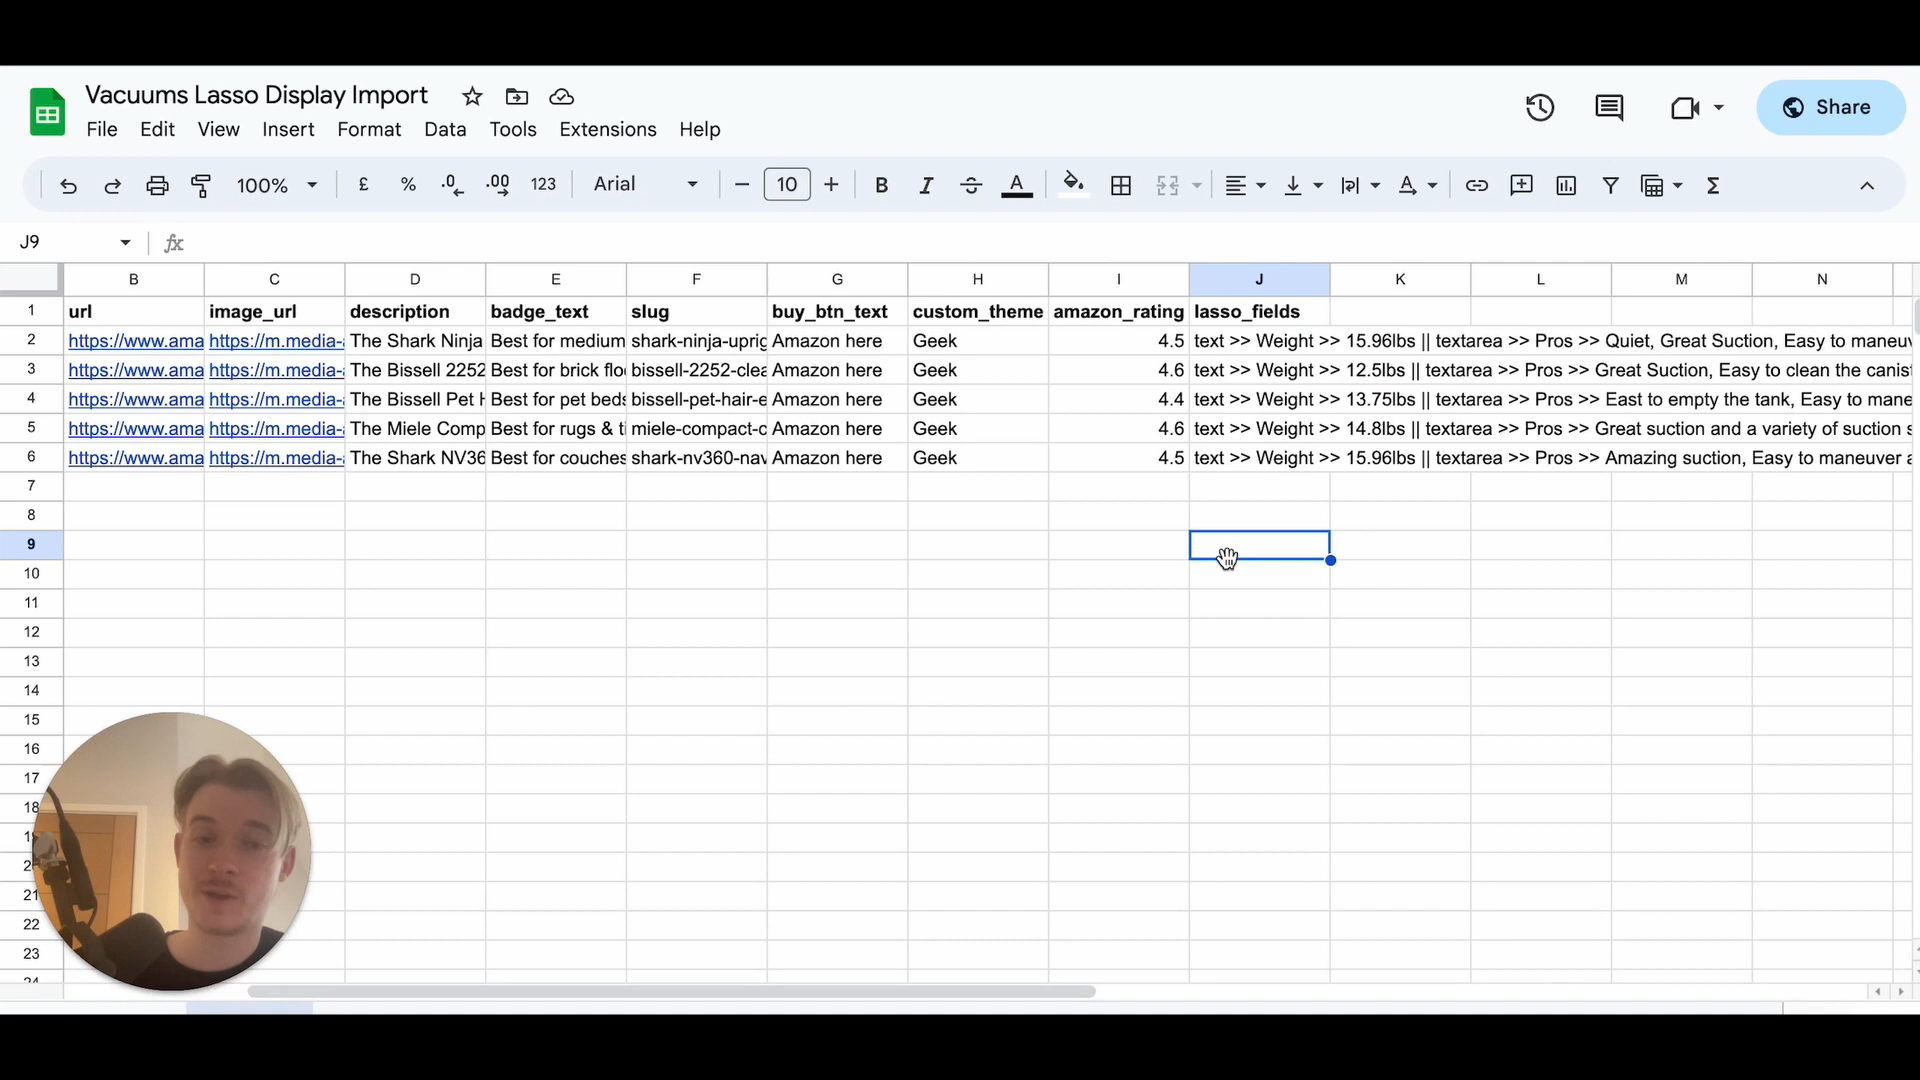 Vacuums Lasso Display Import
File Edit View Insert Format Data Tools Extensions Help
Share
100% £ % .0 .00 123 Arial 10 B I A Σ
J9 fx
B C D E F G H I J K L M N
1 url image_url description badge_text slug buy_btn_text custom_theme amazon_rating lasso_fields
2 https://www.ama https://m.media- The Shark Ninja Best for medium shark-ninja-uprig Amazon here Geek 4.5 text >> Weight >> 15.96lbs || textarea >> Pros >> Quiet, Great Suction, Easy to maneuv
3 https://www.ama https://m.media- The Bissell 2252 Best for brick flo bissell-2252-clea Amazon here Geek 4.6 text >> Weight >> 12.5lbs || textarea >> Pros >> Great Suction, Easy to clean the canis
4 https://www.ama https://m.media- The Bissell Pet H Best for pet beds bissell-pet-hair-e Amazon here Geek 4.4 text >> Weight >> 13.75lbs || textarea >> Pros >> East to empty the tank, Easy to mane
5 https://www.ama https://m.media- The Miele Comp Best for rugs & ti miele-compact-c Amazon here Geek 4.6 text >> Weight >> 14.8lbs || textarea >> Pros >> Great suction and a variety of suction s
6 https://www.ama https://m.media- The Shark NV36 Best for couches shark-nv360-nav Amazon here Geek 4.5 text >> Weight >> 15.96lbs || textarea >> Pros >> Amazing suction, Easy to maneuver a
7
8
9
10
11
12
13
14
15
16
17
18
21
22
23